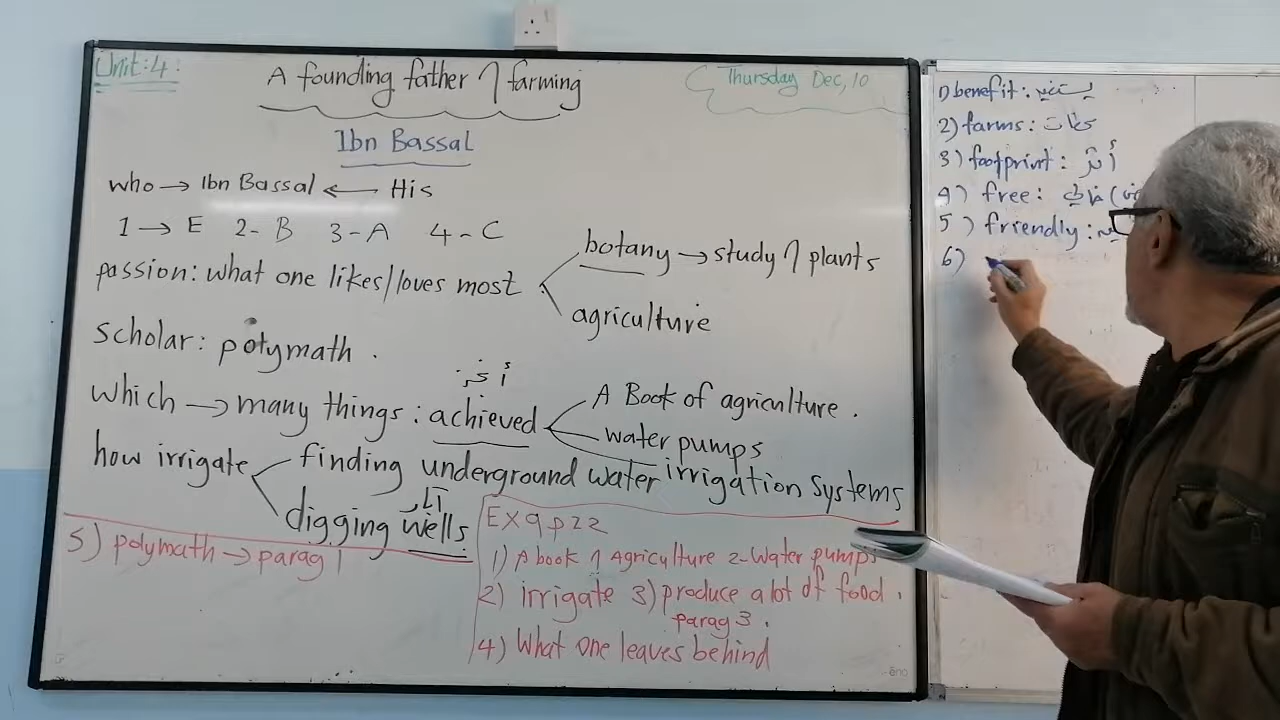 Unit:4:
A founding father of farming
Thursday Dec, 10
Ibn Bassal
who → Ibn Bassal ← His
1 → E 2- B 3-A 4-C
passion: what one likes/loves most
botany → study of plants
agriculture
scholar: polymath .
which → many things : achieved
A Book of agriculture .
water pumps
irrigation systems
how irrigate
finding underground water
digging wells
آبار
5) polymath → parag 1
Ex 9 p22
1) A book of Agriculture 2-Water pumps
2) irrigate 3) produce a lot of food .
parag 3 .
4) What one leaves behind
1) benefit : يستفيد
2) farms :
3) footprint : أثر
4) free :
5) friendly :
6)